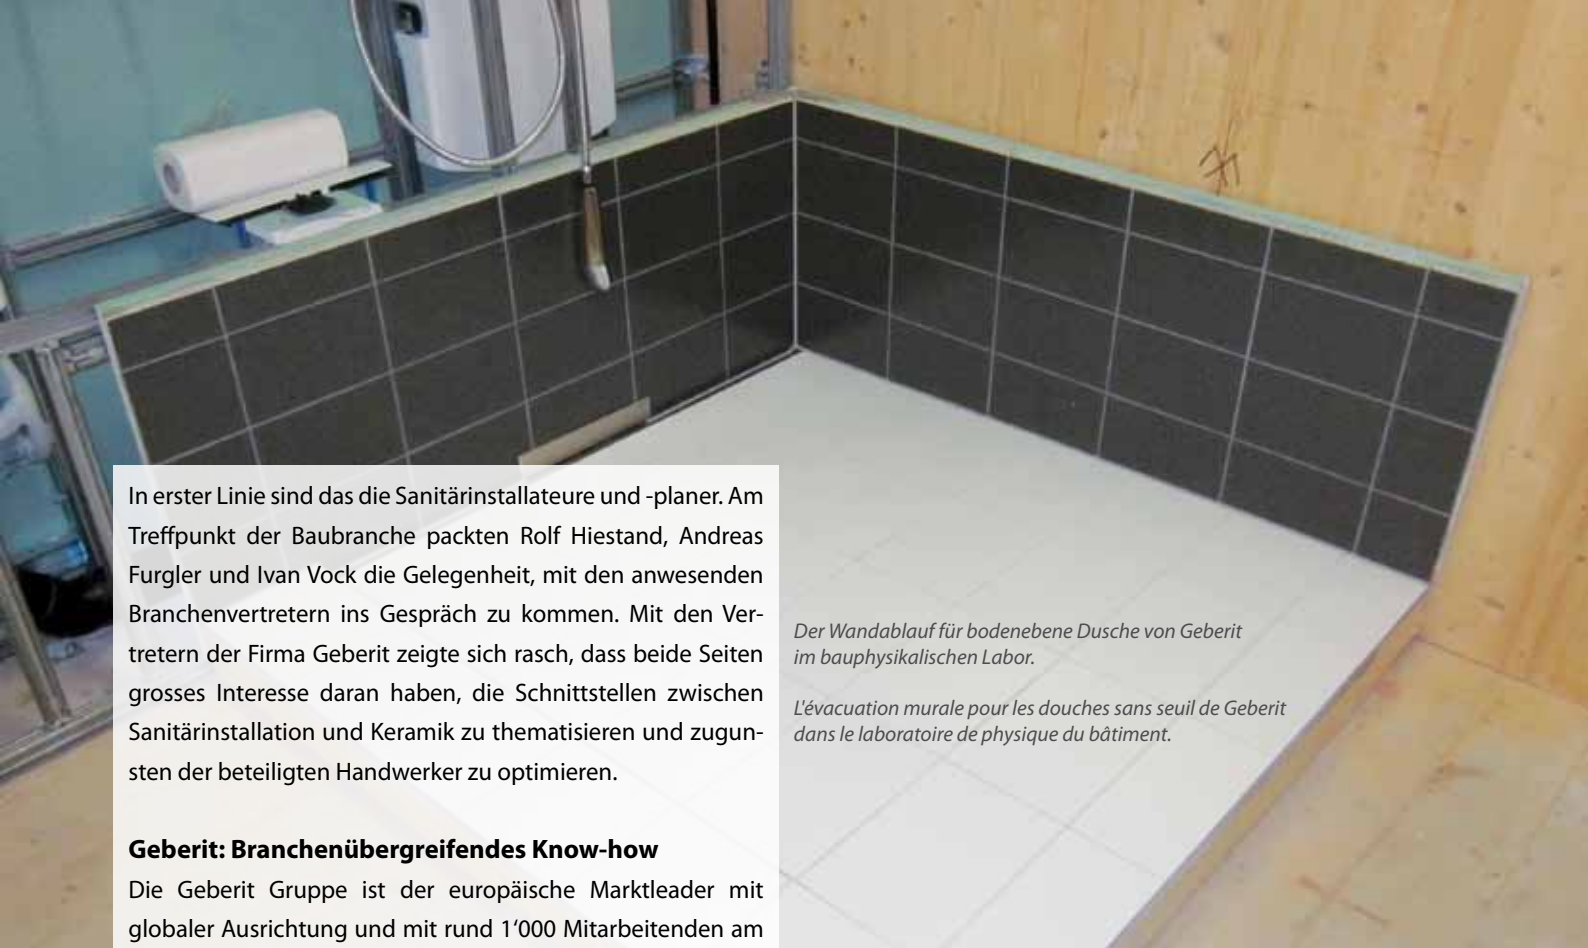 In erster Linie sind das die Sanitärinstallateure und -planer. Am
Treffpunkt der Baubranche packten Rolf Hiestand, Andreas
Furgler und Ivan Vock die Gelegenheit, mit den anwesenden
Branchenvertretern ins Gespräch zu kommen. Mit den Ver-
tretern der Firma Geberit zeigte sich rasch, dass beide Seiten
grosses Interesse daran haben, die Schnittstellen zwischen
Sanitärinstallation und Keramik zu thematisieren und zugun-
sten der beteiligten Handwerker zu optimieren.
Geberit: Branchenübergreifendes Know-how
Die Geberit Gruppe ist der europäische Marktleader mit
globaler Ausrichtung und mit rund 1‘000 Mitarbeitenden am
Der Wandablauf für bodenebene Dusche von Geberit
im bauphysikalischen Labor.
L'évacuation murale pour les douches sans seuil de Geberit
dans le laboratoire de physique du bâtiment.